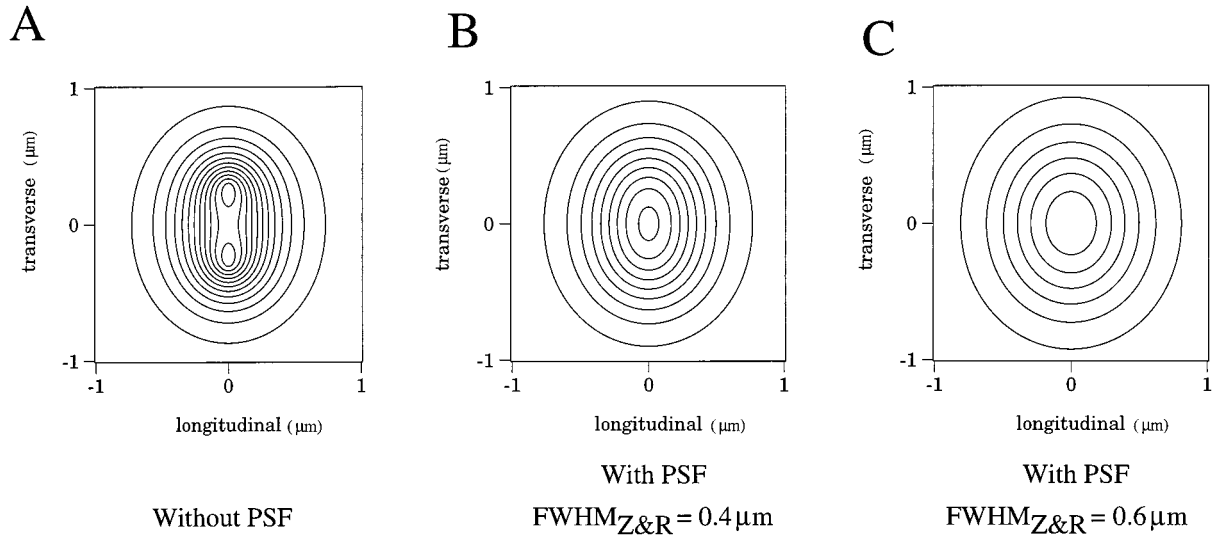 A
B
C
1
0
-1
transverse (μm)
-1
0
1
longitudinal (μm)
1
0
-1
transverse (μm)
-1
0
1
longitudinal (μm)
1
0
-1
transverse (μm)
-1
0
1
longitudinal (μm)
Without PSF
With PSF
FWHMZ&R = 0.4 μm
With PSF
FWHMZ&R = 0.6 μm